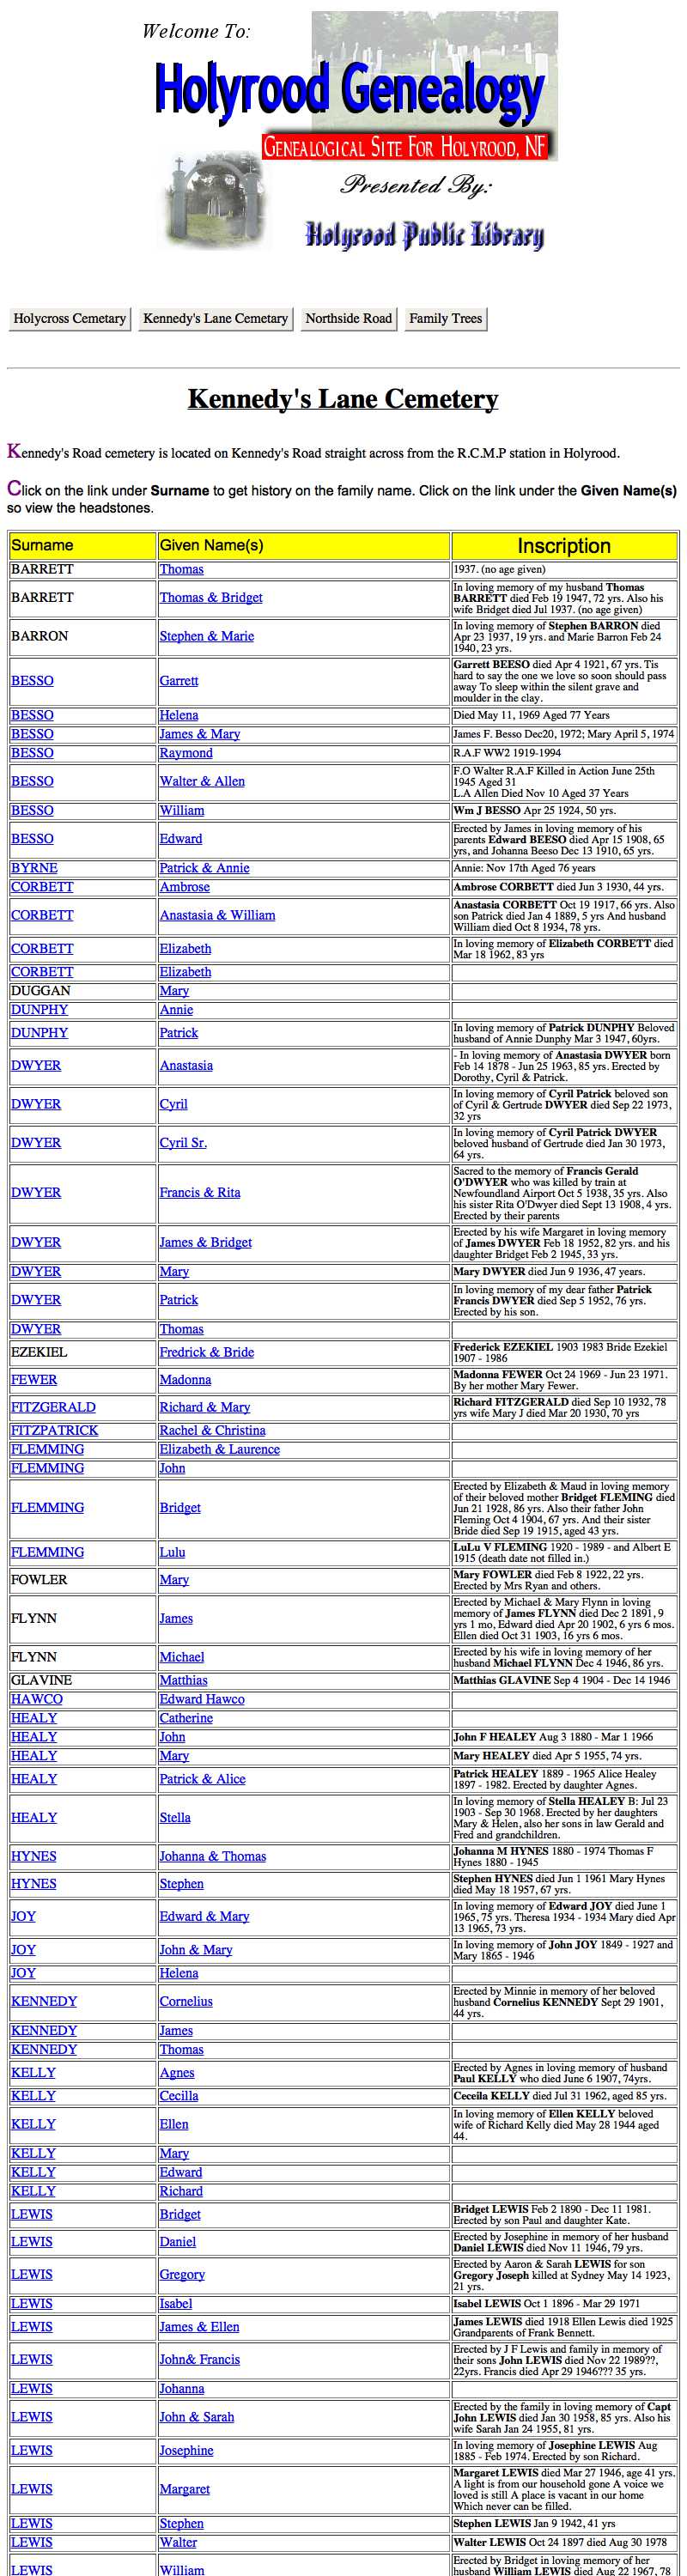 Welcome To:
Holyrood Genealogy
GENEALOGICAL SITE FOR HOLYROOD, NF
Presented By:
Holyrood Public Library
Holycross Cemetary Kennedy's Lane Cemetary Northside Road Family Trees
Kennedy's Lane Cemetery
Kennedy's Road cemetery is located on Kennedy's Road straight across from the R.C.M.P station in Holyrood.
Click on the link under Surname to get history on the family name. Click on the link under the Given Name(s)
so view the headstones.
Surname Given Name(s) Inscription
BARRETT Thomas 1937. (no age given)
BARRETT Thomas & Bridget In loving memory of my husband Thomas
BARRETT died Feb 19 1947, 72 yrs. Also his
wife Bridget died Jul 1937. (no age given)
BARRON Stephen & Marie In loving memory of Stephen BARRON died
Apr 23 1937, 19 yrs. and Marie Barron Feb 24
1940, 23 yrs.
BESSO Garrett Garrett BEESO died Apr 4 1921, 67 yrs. Tis
hard to say the one we love so soon should pass
away To sleep within the silent grave and
moulder in the clay.
BESSO Helena Died May 11, 1969 Aged 77 Years
BESSO James & Mary James F. Besso Dec20, 1972; Mary April 5, 1974
BESSO Raymond R.A.F WW2 1919-1994
BESSO Walter & Allen F.O Walter R.A.F Killed in Action June 25th
1945 Aged 31
L.A Allen Died Nov 10 Aged 37 Years
BESSO William Wm J BESSO Apr 25 1924, 50 yrs.
BESSO Edward Erected by James in loving memory of his
parents Edward BEESO died Apr 15 1908, 65
yrs, and Johanna Beeso Dec 13 1910, 65 yrs.
BYRNE Patrick & Annie Annie: Nov 17th Aged 76 years
CORBETT Ambrose Ambrose CORBETT died Jun 3 1930, 44 yrs.
CORBETT Anastasia & William Anastasia CORBETT Oct 19 1917, 66 yrs. Also
son Patrick died Jan 4 1889, 5 yrs And husband
William died Oct 8 1934, 78 yrs.
CORBETT Elizabeth In loving memory of Elizabeth CORBETT died
Mar 18 1962, 83 yrs
CORBETT Elizabeth
DUGGAN Mary
DUNPHY Annie
DUNPHY Patrick In loving memory of Patrick DUNPHY Beloved
husband of Annie Dunphy Mar 3 1947, 60yrs.
DWYER Anastasia - In loving memory of Anastasia DWYER born
Feb 14 1878 - Jun 25 1963, 85 yrs. Erected by
Dorothy, Cyril & Patrick.
DWYER Cyril In loving memory of Cyril Patrick beloved son
of Cyril & Gertrude DWYER died Sep 22 1973,
32 yrs
DWYER Cyril Sr. In loving memory of Cyril Patrick DWYER
beloved husband of Gertrude died Jan 30 1973,
64 yrs.
DWYER Francis & Rita Sacred to the memory of Francis Gerald
O'DWYER who was killed by train at
Newfoundland Airport Oct 5 1938, 35 yrs. Also
his sister Rita O'Dwyer died Sept 13 1908, 4 yrs.
Erected by their parents
DWYER James & Bridget Erected by his wife Margaret in loving memory
of James DWYER Feb 18 1952, 82 yrs. and his
daughter Bridget Feb 2 1945, 33 yrs.
DWYER Mary Mary DWYER died Jun 9 1936, 47 years.
DWYER Patrick In loving memory of my dear father Patrick
Francis DWYER died Sep 5 1952, 76 yrs.
Erected by his son.
DWYER Thomas
EZEKIEL Fredrick & Bride Frederick EZEKIEL 1903 1983 Bride Ezekiel
1907 - 1986
FEWER Madonna Madonna FEWER Oct 24 1969 - Jun 23 1971.
By her mother Mary Fewer.
FITZGERALD Richard & Mary Richard FITZGERALD died Sep 10 1932, 78
yrs wife Mary J died Mar 20 1930, 70 yrs
FITZPATRICK Rachel & Christina
FLEMMING Elizabeth & Laurence
FLEMMING John
FLEMMING Bridget Erected by Elizabeth & Maud in loving memory
of their beloved mother Bridget FLEMING died
Jun 21 1928, 86 yrs. Also their father John
Fleming Oct 4 1904, 67 yrs. And their sister
Bride died Sep 19 1915, aged 43 yrs.
FLEMMING Lulu LuLu V FLEMING 1920 - 1989 - and Albert E
1915 (death date not filled in.)
FOWLER Mary Mary FOWLER died Feb 8 1922, 22 yrs.
Erected by Mrs Ryan and others.
FLYNN James Erected by Michael & Mary Flynn in loving
memory of James FLYNN died Dec 2 1891, 9
yrs 1 mo, Edward died Apr 20 1902, 6 yrs 6 mos.
Ellen died Oct 31 1903, 16 yrs 6 mos.
FLYNN Michael Erected by his wife in loving memory of her
husband Michael FLYNN Dec 4 1946, 86 yrs.
GLAVINE Matthias Matthias GLAVINE Sep 4 1904 - Dec 14 1946
HAWCO Edward Hawco
HEALY Catherine
HEALY John John F HEALEY Aug 3 1880 - Mar 1 1966
HEALY Mary Mary HEALEY died Apr 5 1955, 74 yrs.
HEALY Patrick & Alice Patrick HEALEY 1889 - 1965 Alice Healey
1897 - 1982. Erected by daughter Agnes.
HEALY Stella In loving memory of Stella HEALEY B: Jul 23
1903 - Sep 30 1968. Erected by her daughters
Mary & Helen, also her sons in law Gerald and
Fred and grandchildren.
HYNES Johanna & Thomas Johanna M HYNES 1880 - 1974 Thomas F
Hynes 1880 - 1945
HYNES Stephen Stephen HYNES died Jun 1 1961 Mary Hynes
died May 18 1957, 67 yrs.
JOY Edward & Mary In loving memory of Edward JOY died June 1
1965, 75 yrs. Theresa 1934 - 1934 Mary died Apr
13 1965, 73 yrs.
JOY John & Mary In loving memory of John JOY 1849 - 1927 and
Mary 1865 - 1946
JOY Helena
KENNEDY Cornelius Erected by Minnie in memory of her beloved
husband Cornelius KENNEDY Sept 29 1901,
44 yrs.
KENNEDY James
KENNEDY Thomas
KELLY Agnes Erected by Agnes in loving memory of husband
Paul KELLY who died June 6 1907, 74yrs.
KELLY Cecilla Ceceila KELLY died Jul 31 1962, aged 85 yrs.
KELLY Ellen In loving memory of Ellen KELLY beloved
wife of Richard Kelly died May 28 1944 aged
44.
KELLY Mary
KELLY Edward
KELLY Richard
LEWIS Bridget Bridget LEWIS Feb 2 1890 - Dec 11 1981.
Erected by son Paul and daughter Kate.
LEWIS Daniel Erected by Josephine in memory of her husband
Daniel LEWIS died Nov 11 1946, 79 yrs.
LEWIS Gregory Erected by Aaron & Sarah LEWIS for son
Gregory Joseph killed at Sydney May 14 1923,
21 yrs.
LEWIS Isabel Isabel LEWIS Oct 1 1896 - Mar 29 1971
LEWIS James & Ellen James LEWIS died 1918 Ellen Lewis died 1925
Grandparents of Frank Bennett.
LEWIS John& Francis Erected by J F Lewis and family in memory of
their sons John LEWIS died Nov 22 1989??,
22yrs. Francis died Apr 29 1946??? 35 yrs.
LEWIS Johanna
LEWIS John & Sarah Erected by the family in loving memory of Capt
John LEWIS died Jan 30 1958, 85 yrs. Also his
wife Sarah Jan 24 1955, 81 yrs.
LEWIS Josephine In loving memory of Josephine LEWIS Aug
1885 - Feb 1974. Erected by son Richard.
LEWIS Margaret Margaret LEWIS died Mar 27 1946, age 41 yrs.
A light is from our household gone A voice we
loved is still A place is vacant in our home
Which never can be filled.
LEWIS Stephen Stephen LEWIS Jan 9 1942, 41 yrs
LEWIS Walter Walter LEWIS Oct 24 1897 died Aug 30 1978
LEWIS William Erected by Bridget in loving memory of her
husband William LEWIS died Aug 22 1967, 78